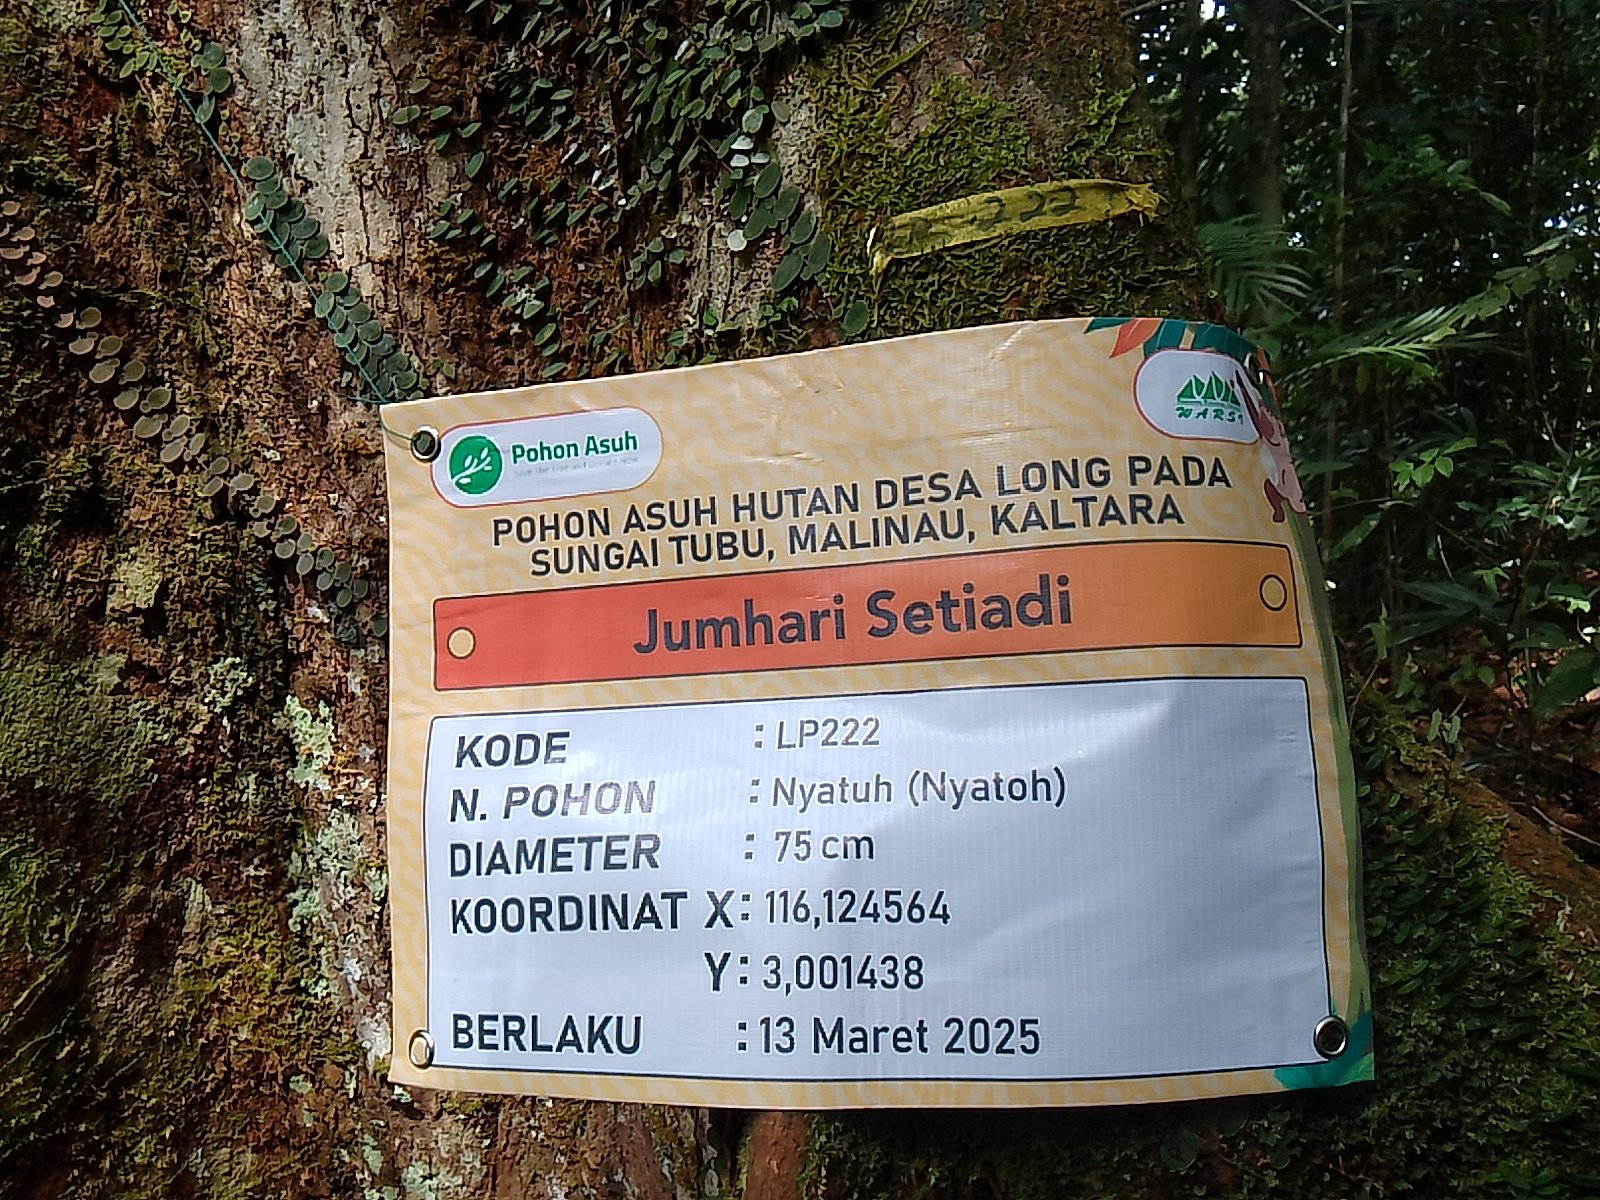 222
Pohon Asuh
WARSI
POHON ASUH HUTAN DESA LONG PADA
SUNGAI TUBU, MALINAU, KALTARA
Jumhari Setiadi
KODE : LP222
N. POHON : Nyatuh (Nyatoh)
DIAMETER : 75 cm
KOORDINAT X: 116,124564
Y: 3,001438
BERLAKU : 13 Maret 2025